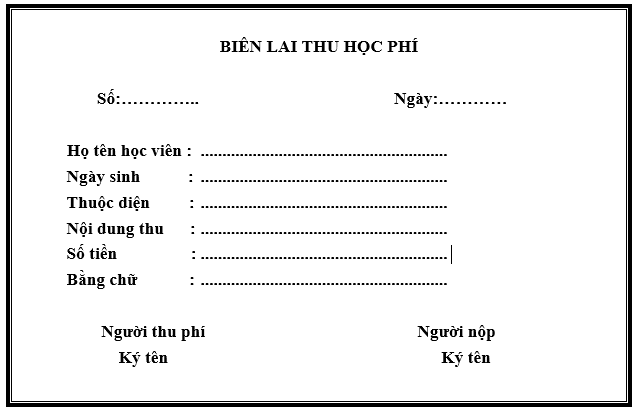 BIÊN LAI THU HỌC PHÍ
Số:………….. Ngày:…………
Họ tên học viên : .........................................................
Ngày sinh : .........................................................
Thuộc diện : .........................................................
Nội dung thu : .........................................................
Số tiền : .........................................................
Bằng chữ : .........................................................
Người thu phí Người nộp
Ký tên Ký tên